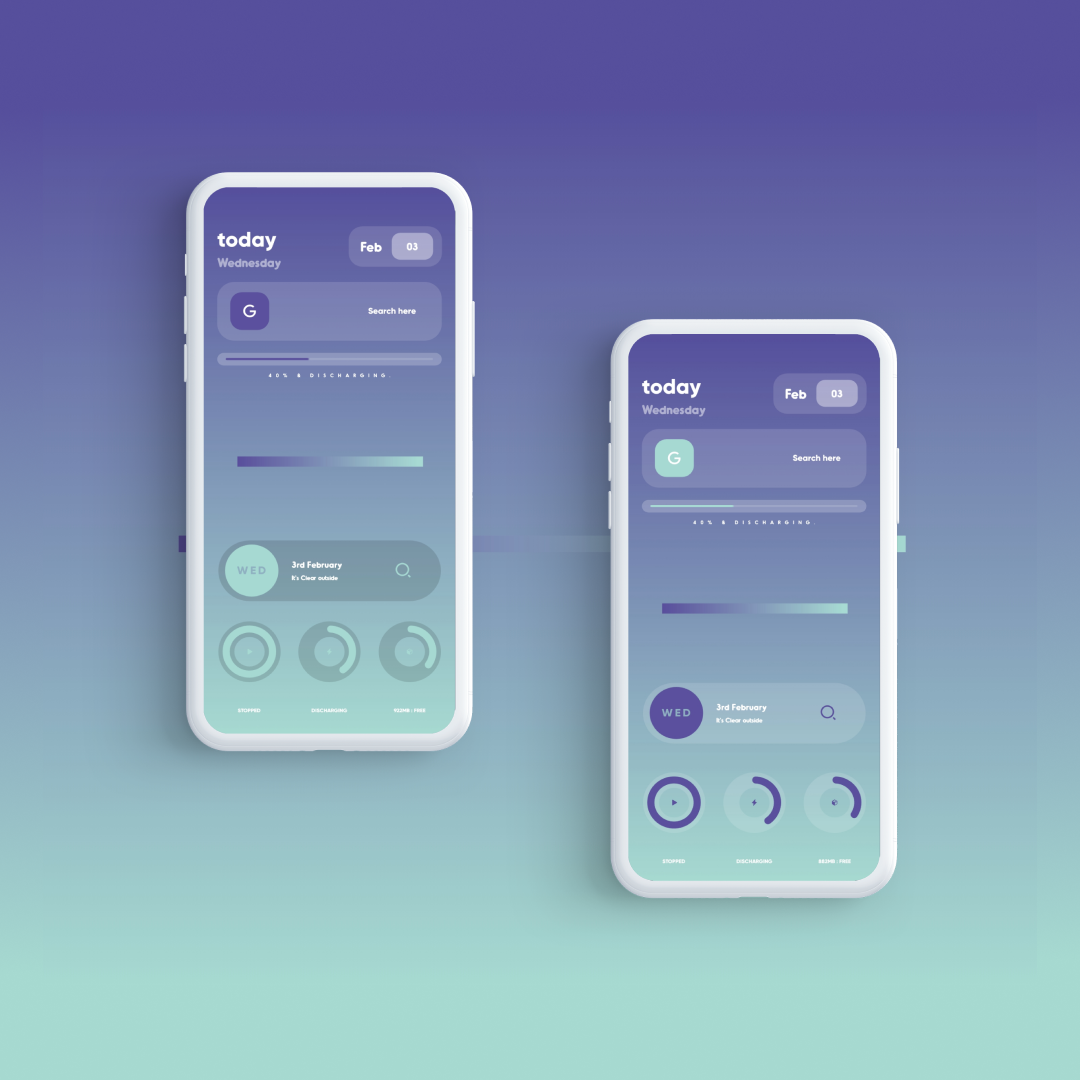 today
Feb 03
Wednesday
G Search here
40% & DISCHARGING.
WED
3rd February
It's Clear outside
STOPPED DISCHARGING 922MB : FREE
today
Feb 03
Wednesday
G Search here
40% & DISCHARGING.
WED
3rd February
It's Clear outside
STOPPED DISCHARGING 882MB : FREE